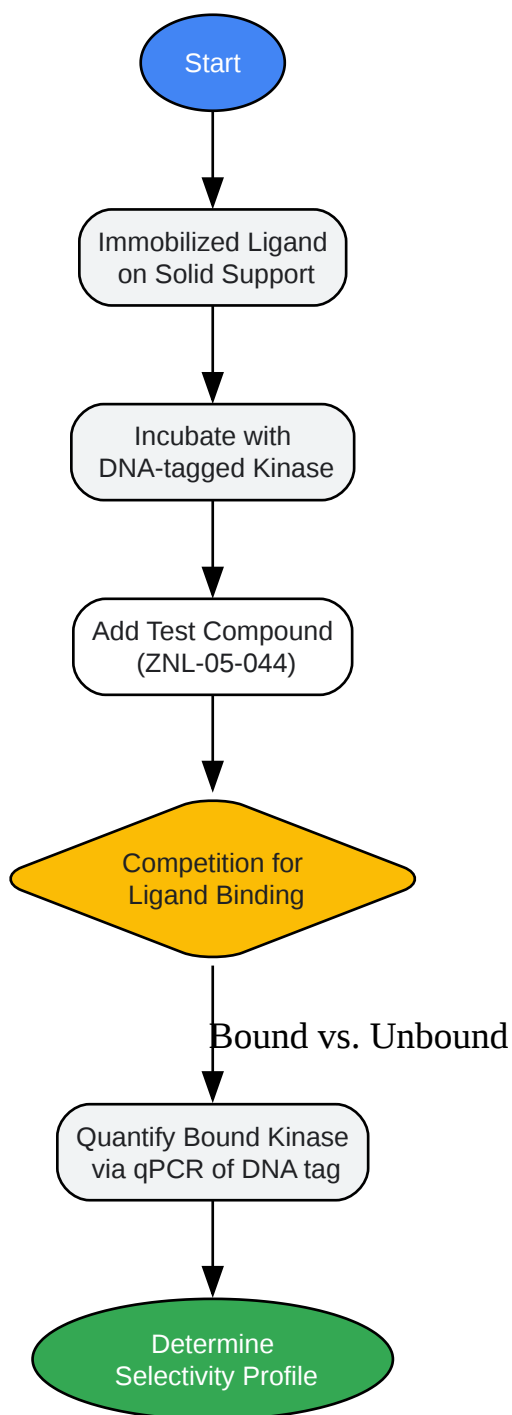 Start
Immobilized Ligand
on Solid Support
Incubate with
DNA-tagged Kinase
Add Test Compound
(ZNL-05-044)
Competition for
Ligand Binding
Bound vs. Unbound
Quantify Bound Kinase
via qPCR of DNA tag
Determine
Selectivity Profile